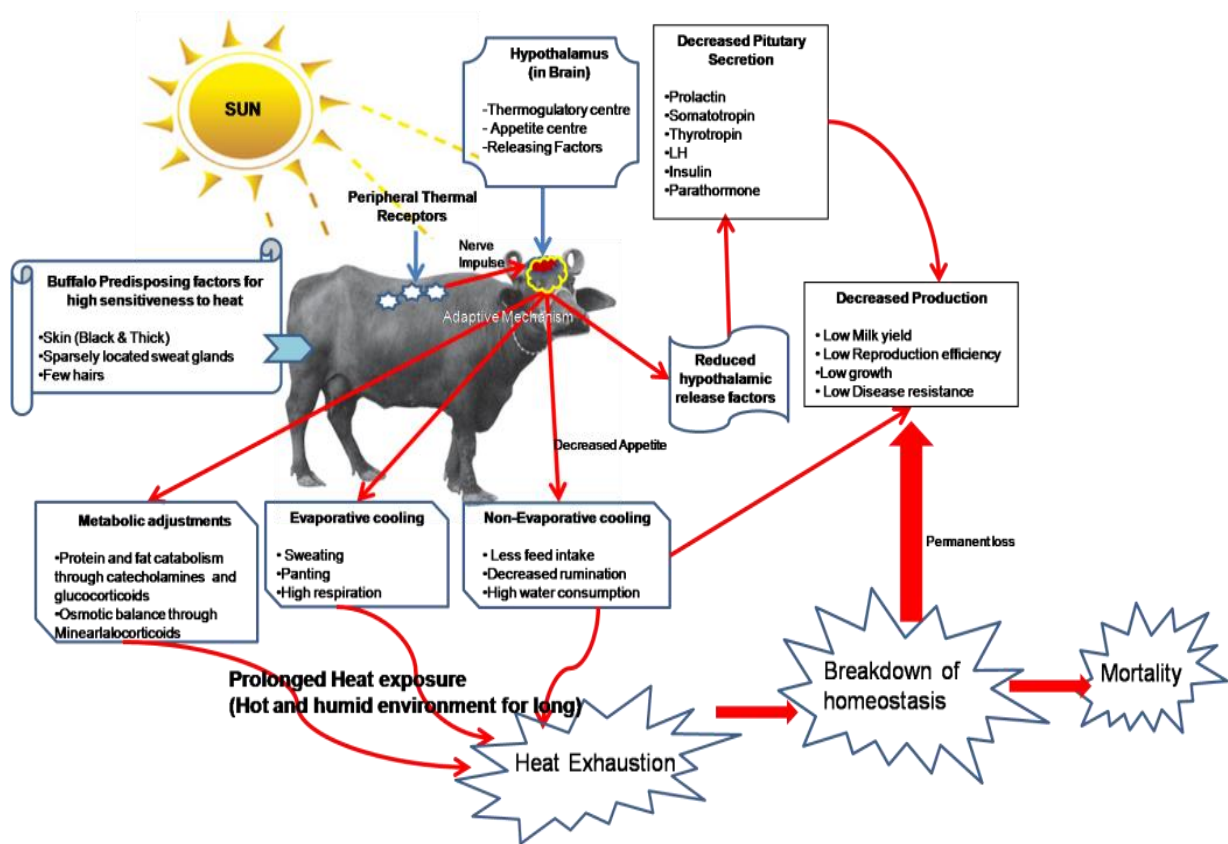 SUN
Hypothalamus
(in Brain)
-Thermogulatory centre
- Appetite centre
-Releasing Factors
Decreased Pitutary
Secretion
•Prolactin
•Somatotropin
•Thyrotropin
•LH
•Insulin
•Parathormone
Peripheral Thermal
Receptors
Nerve
Impulse
Buffalo Predisposing factors for
high sensitiveness to heat
•Skin (Black & Thick)
•Sparsely located sweat glands
•Few hairs
Adaptive Mechanism
Reduced
hypothalamic
release factors
Decreased Production
• Low Milk yield
• Low Reproduction efficiency
•Low growth
• Low Disease resistance
Decreased Appetite
Metabolic adjustments
•Protein and fat catabolism
through catecholamines and
glucocorticoids
•Osmotic balance through
Minearlalocorticoids
Evaporative cooling
• Sweating
• Panting
• High respiration
Non-Evaporative cooling
• Less feed intake
•Decreased rumination
•High water consumption
Permanent loss
Prolonged Heat exposure
(Hot and humid environment for long)
Heat Exhaustion
Breakdown of
homeostasis
Mortality